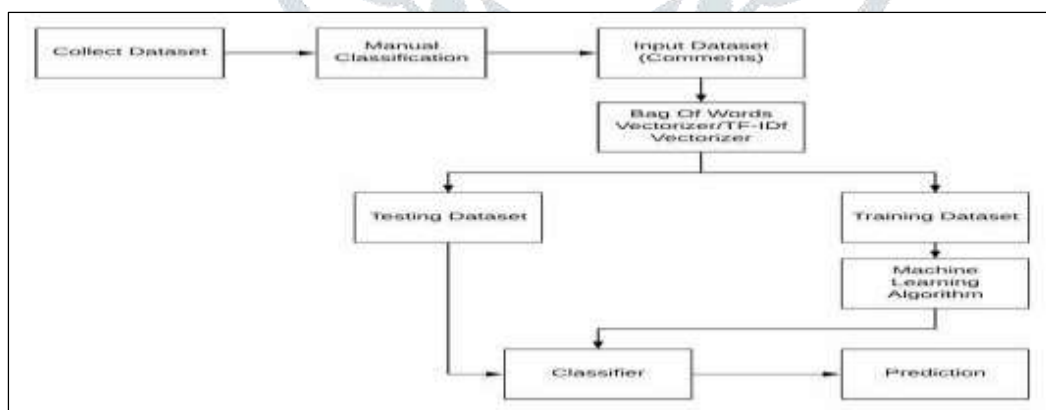 Collect Dataset
Manual
Classification
Input Dataset
(Comments)
Bag Of Words
Vectorizer/TF-IDf
Vectorizer
Testing Dataset
Training Dataset
Machine
Learning
Algorithm
Classifier
Prediction